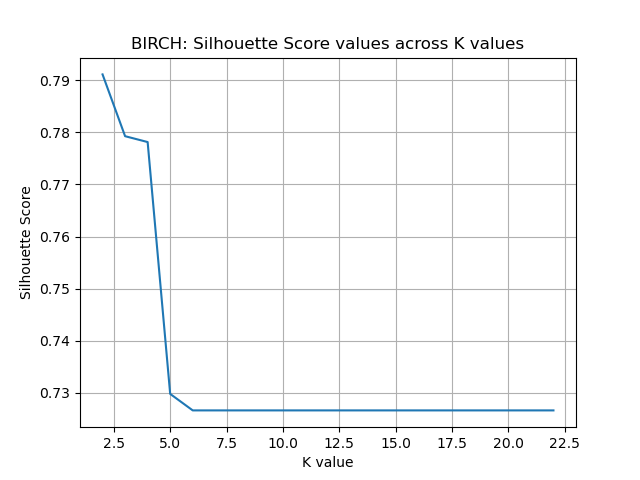 BIRCH: Silhouette Score values across K values
0.79
0.78
0.77
0.76
0.75
0.74
0.73
Silhouette Score
2.5 5.0 7.5 10.0 12.5 15.0 17.5 20.0 22.5
K value